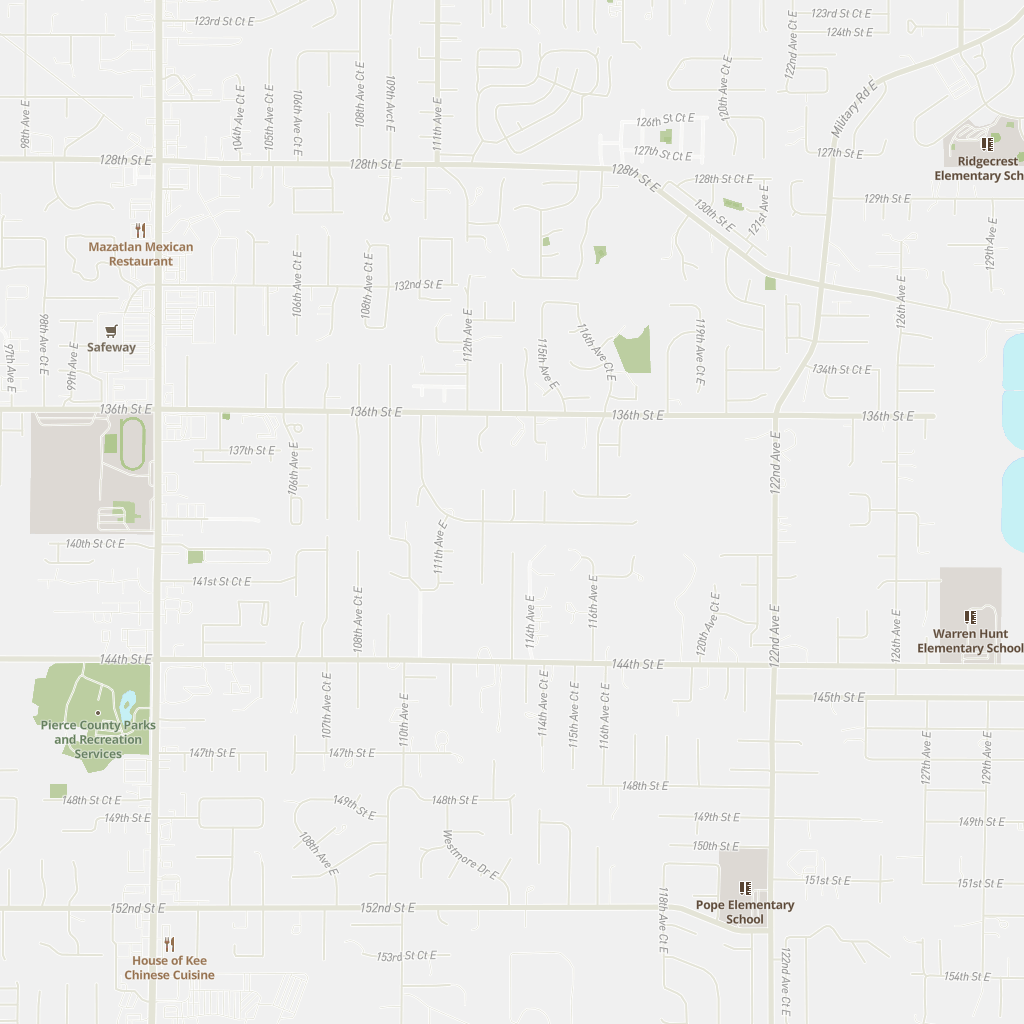 123rd St Ct E
123rd St E
124th St E
122nd Ave Ct E
98th Ave E
104th Ave Ct E
105th Ave Ct E
106th Ave Ct E
108th Ave Ct E
109th Avct E
111th Ave E
120th Ave Ct E
Military Rd E
126th St Ct E
127th St Ct E
127th St E
128th St E
128th St E
128th St E
128th St Ct E
Ridgecrest
Elementary Sch
129th St E
130th St E
121st Ave E
129th Ave E
Mazatlan Mexican
Restaurant
106th Ave Ct E
108th Ave Ct E
132nd St E
126th Ave E
97th Ave E
98th Ave Ct E
99th Ave E
Safeway
112th Ave E
115th Ave E
116th Ave Ct E
119th Ave Ct E
134th St Ct E
136th St E
136th St E
136th St E
136th St E
137th St E
106th Ave E
122nd Ave E
140th St Ct E
111th Ave E
141st St Ct E
108th Ave Ct E
114th Ave E
116th Ave E
120th Ave Ct E
122nd Ave E
126th Ave E
Warren Hunt
Elementary School
144th St E
144th St E
107th Ave Ct E
110th Ave E
114th Ave Ct E
115th Ave Ct E
116th Ave Ct E
145th St E
Pierce County Parks
and Recreation
Services
147th St E
147th St E
127th Ave E
129th Ave E
148th St Ct E
149th St E
149th St E
148th St E
148th St E
108th Ave E
Westmore Dr E
149th St E
149th St E
150th St E
151st St E
151st St E
Pope Elementary
School
118th Ave Ct E
152nd St E
152nd St E
House of Kee
Chinese Cuisine
153rd St Ct E
122nd Ave Ct E
154th St E